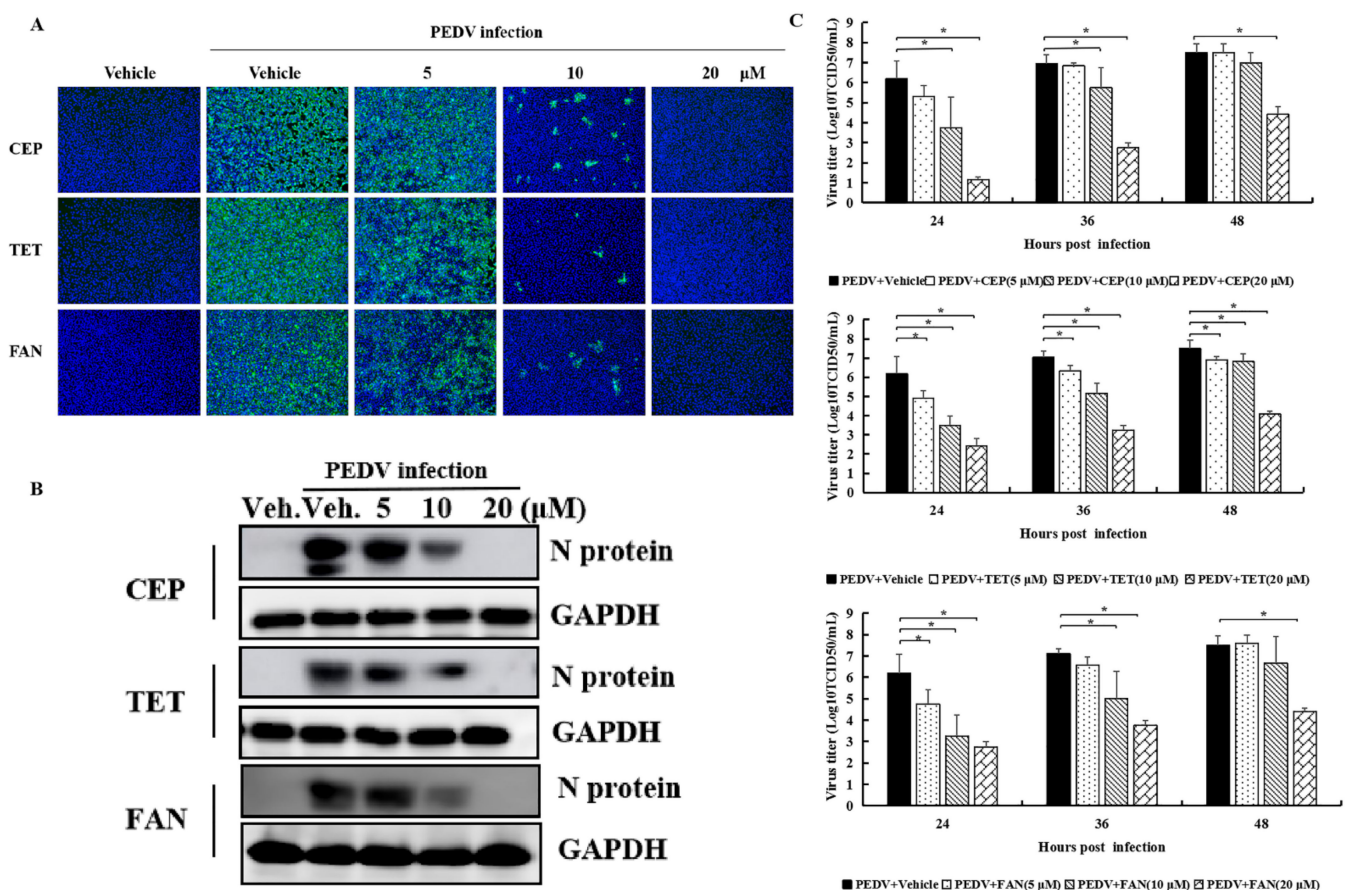 A
PEDV infection
Vehicle Vehicle 5 10 20 μM
CEP
TET
FAN
B
PEDV infection
Veh. Veh. 5 10 20 (μM)
CEP
N protein
GAPDH
TET
N protein
GAPDH
FAN
N protein
GAPDH
C
Virus titer (Log10TCID50/mL)
9
8
7
6
5
4
3
2
1
0
* * * * *
24 36 48
Hours post infection
PEDV+Vehicle PEDV+CEP(5 μM) PEDV+CEP(10 μM) PEDV+CEP(20 μM)
Virus titer (Log10TCID50/mL)
9
8
7
6
5
4
3
2
1
0
* * * * * * * * *
24 36 48
Hours post infection
PEDV+Vehicle PEDV+TET(5 μM) PEDV+TET(10 μM) PEDV+TET(20 μM)
Virus titer (Log10TCID50/mL)
9
8
7
6
5
4
3
2
1
0
* * * * * *
24 36 48
Hours post infection
PEDV+Vehicle PEDV+FAN(5 μM) PEDV+FAN(10 μM) PEDV+FAN(20 μM)